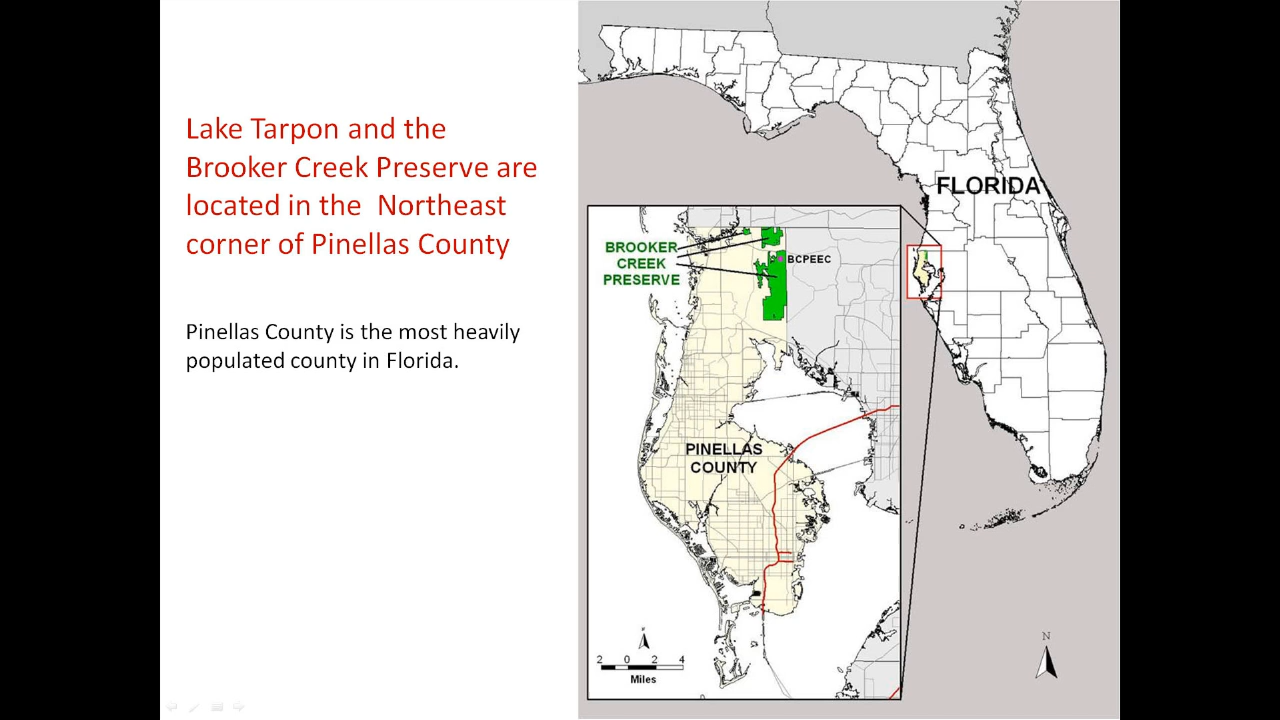 Lake Tarpon and the
Brooker Creek Preserve are
located in the  Northeast
corner of Pinellas County
Pinellas County is the most heavily
populated county in Florida.
FLORIDA
BROOKER
CREEK
PRESERVE
BCPEEC
PINELLAS
COUNTY
N
2 0 2 4
Miles
N